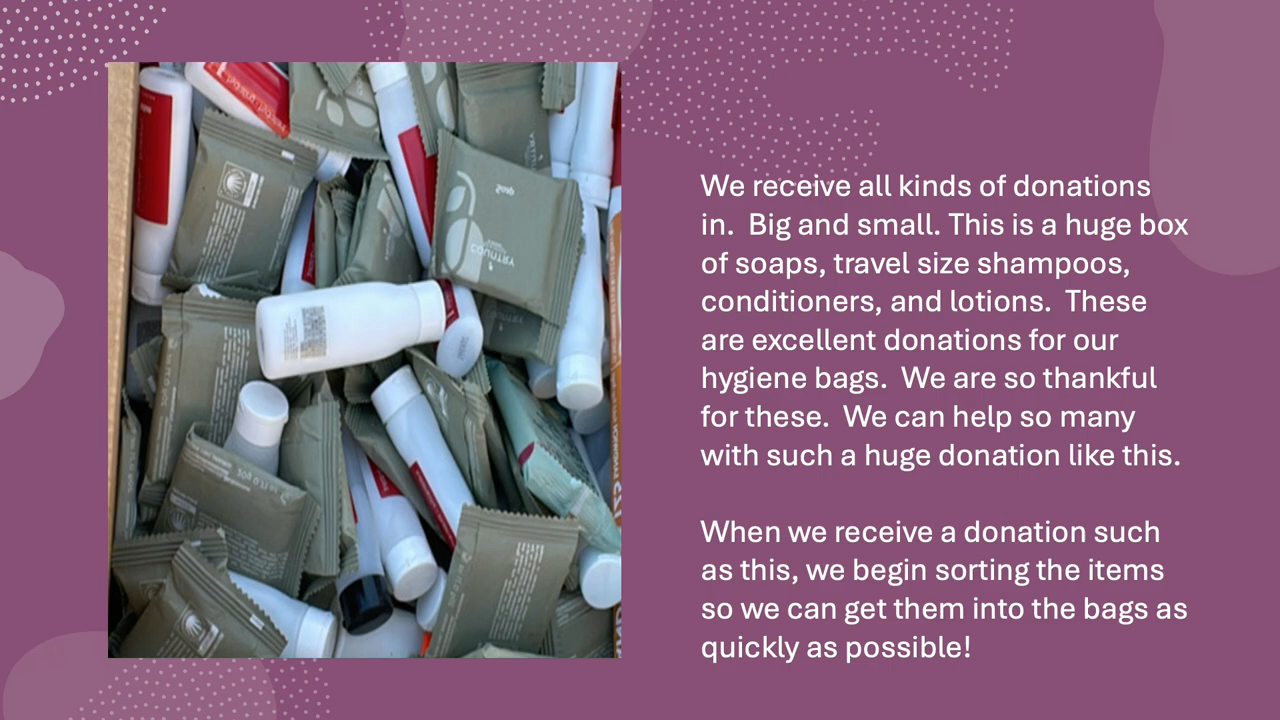 We receive all kinds of donations
in.  Big and small. This is a huge box
of soaps, travel size shampoos,
conditioners, and lotions.  These
are excellent donations for our
hygiene bags.  We are so thankful
for these.  We can help so many
with such a huge donation like this.
When we receive a donation such
as this, we begin sorting the items
so we can get them into the bags as
quickly as possible!
COUNTRY